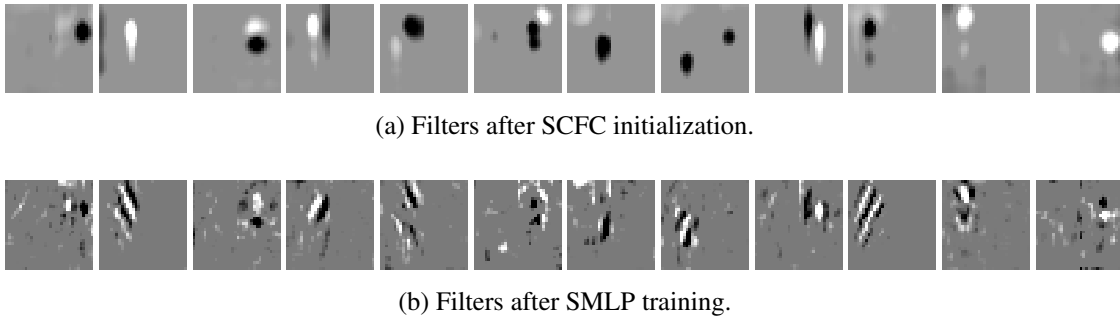 (a) Filters after SCFC initialization.
(b) Filters after SMLP training.